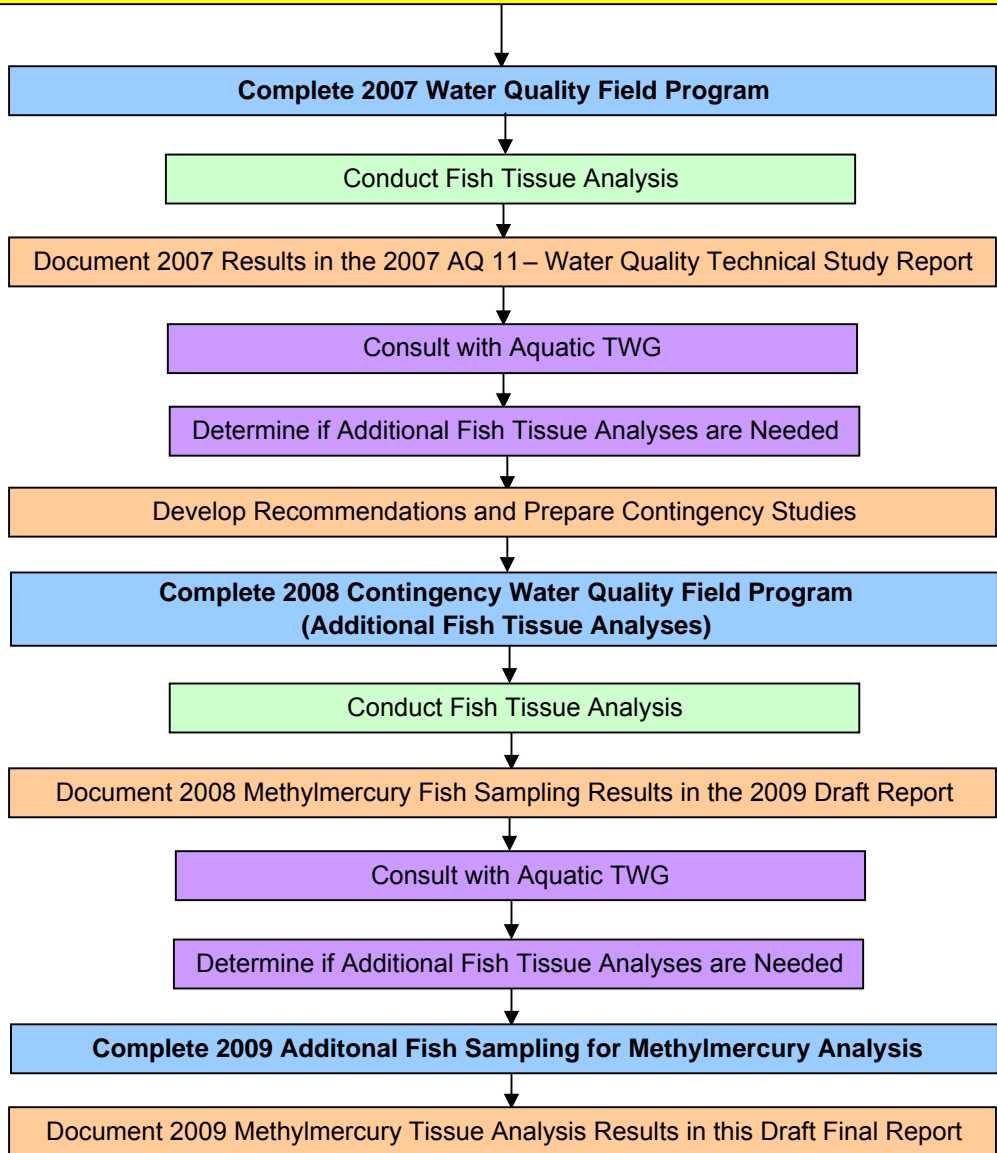 Complete 2007 Water Quality Field Program
Conduct Fish Tissue Analysis
Document 2007 Results in the 2007 AQ 11 – Water Quality Technical Study Report
Consult with Aquatic TWG
Determine if Additional Fish Tissue Analyses are Needed
Develop Recommendations and Prepare Contingency Studies
Complete 2008 Contingency Water Quality Field Program
(Additional Fish Tissue Analyses)
Conduct Fish Tissue Analysis
Document 2008 Methylmercury Fish Sampling Results in the 2009 Draft Report
Consult with Aquatic TWG
Determine if Additional Fish Tissue Analyses are Needed
Complete 2009 Additonal Fish Sampling for Methylmercury Analysis
Document 2009 Methylmercury Tissue Analysis Results in this Draft Final Report